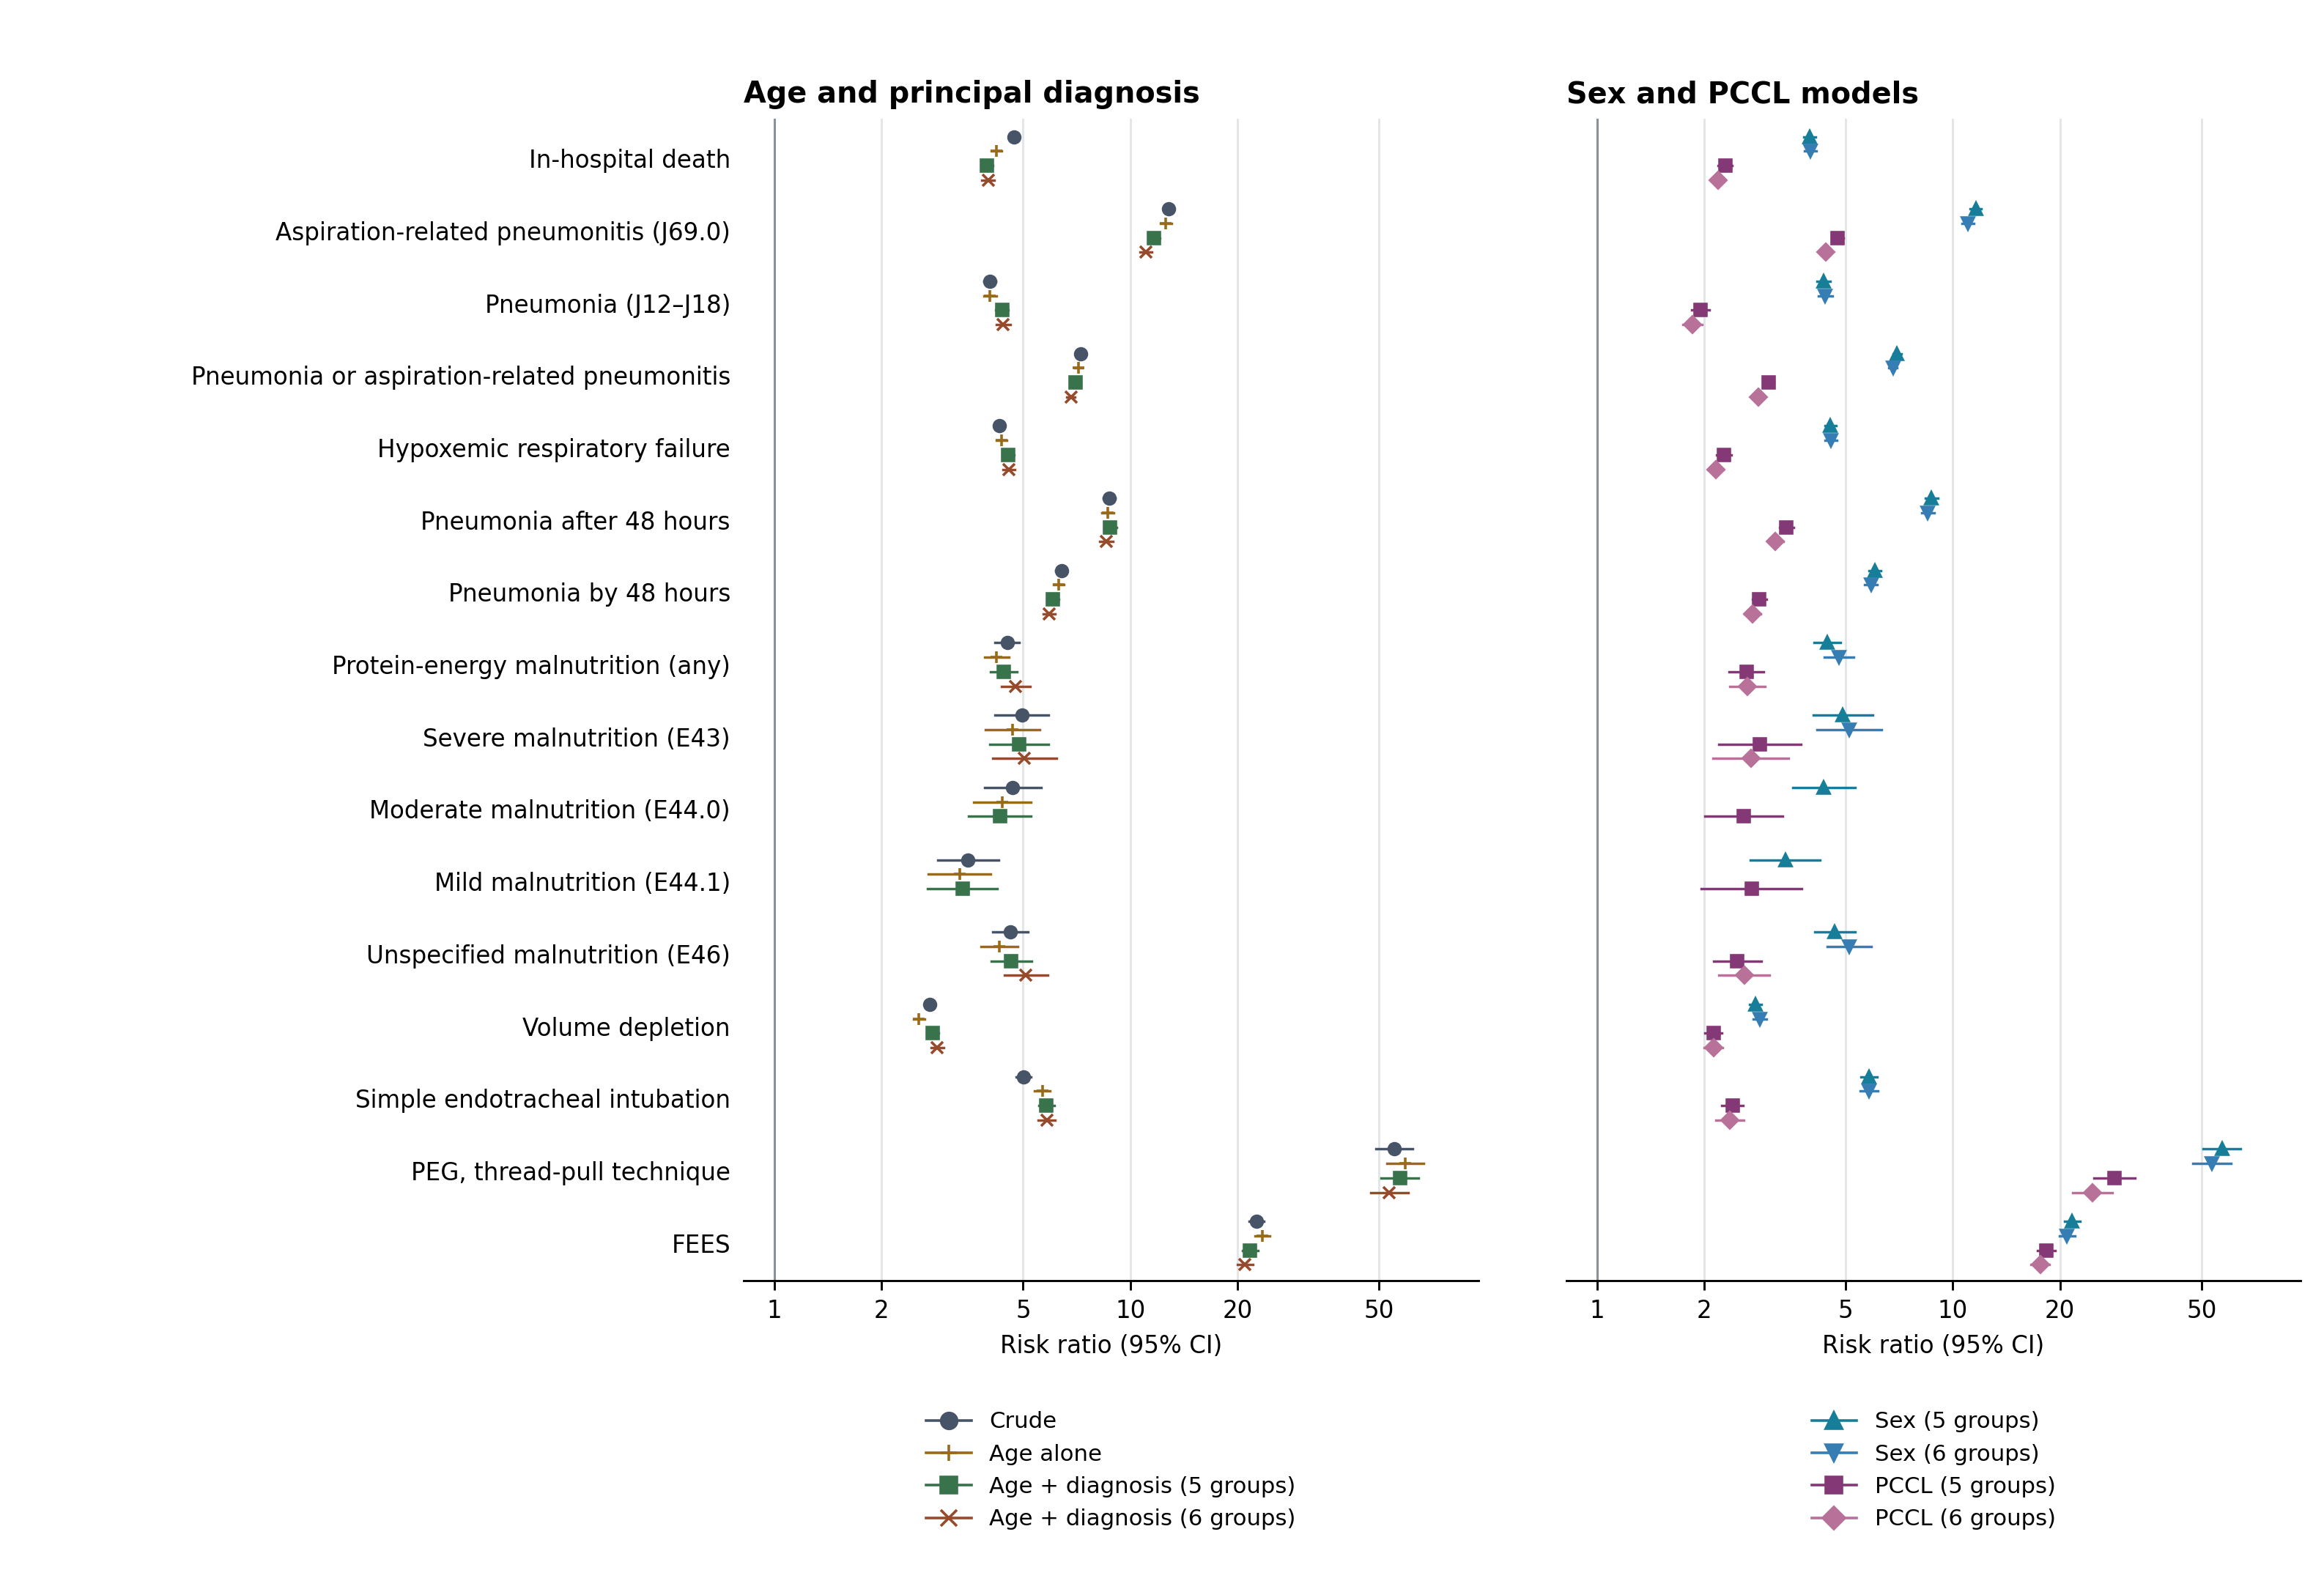 Age and principal diagnosis
Sex and PCCL models
In-hospital death
Aspiration-related pneumonitis (J69.0)
Pneumonia (J12–J18)
Pneumonia or aspiration-related pneumonitis
Hypoxemic respiratory failure
Pneumonia after 48 hours
Pneumonia by 48 hours
Protein-energy malnutrition (any)
Severe malnutrition (E43)
Moderate malnutrition (E44.0)
Mild malnutrition (E44.1)
Unspecified malnutrition (E46)
Volume depletion
Simple endotracheal intubation
PEG, thread-pull technique
FEES
1 2 5 10 20 50
Risk ratio (95% CI)
1 2 5 10 20 50
Risk ratio (95% CI)
Crude
Age alone
Age + diagnosis (5 groups)
Age + diagnosis (6 groups)
Sex (5 groups)
Sex (6 groups)
PCCL (5 groups)
PCCL (6 groups)